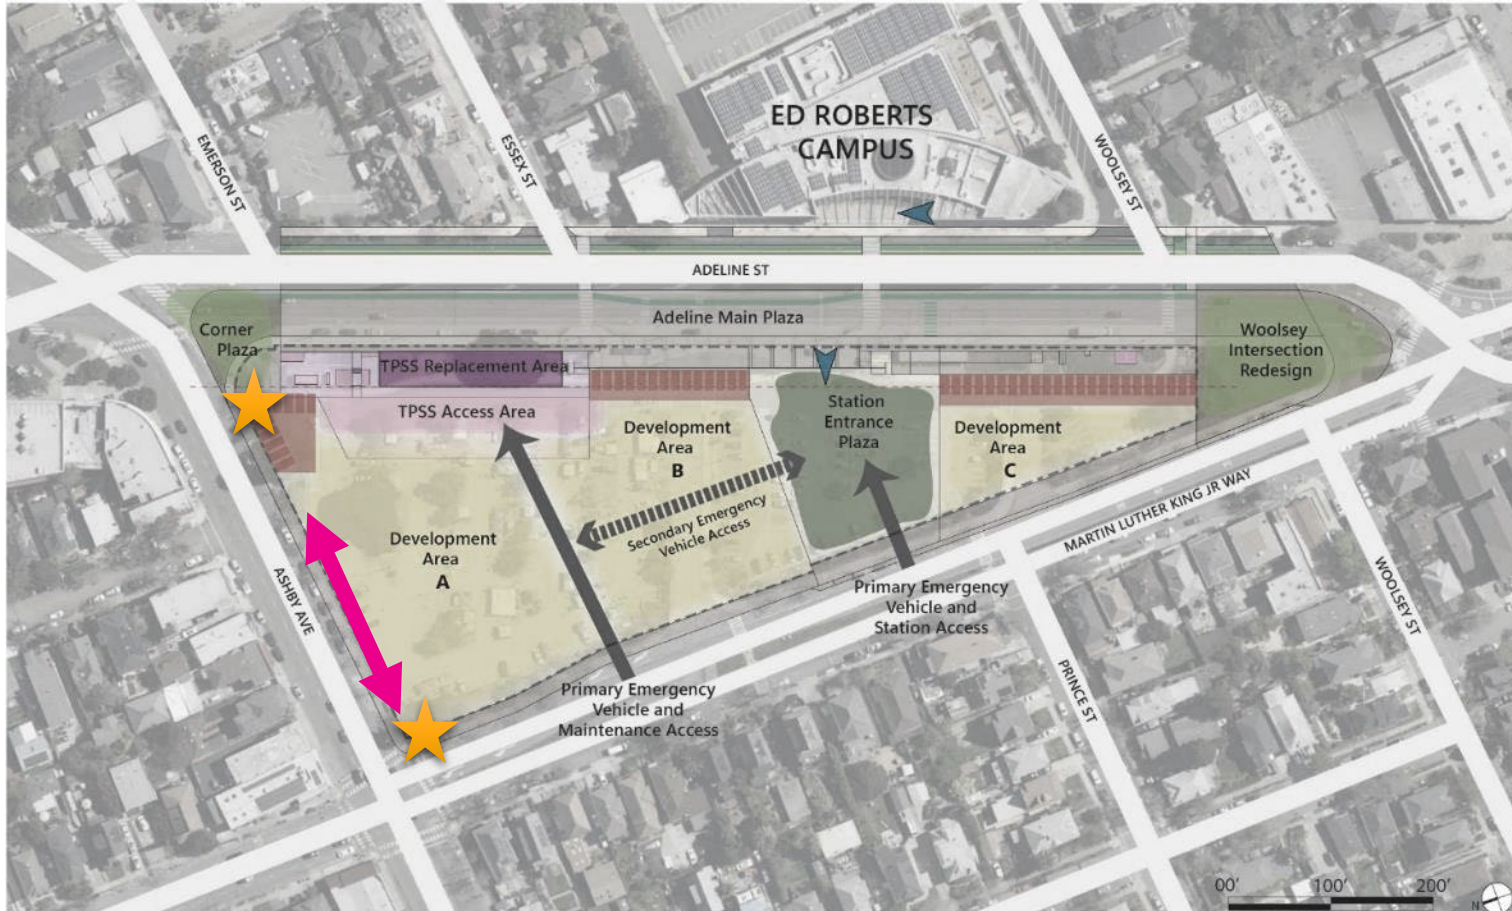 ED ROBERTS
CAMPUS
EMERSON ST
ESSEX ST
WOOLSEY ST
ADELINE ST
Corner
Plaza
Adeline Main Plaza
Woolsey
Intersection
Redesign
TPSS Replacement Area
TPSS Access Area
Development
Area
B
Station
Entrance
Plaza
Development
Area
C
Secondary Emergency
Vehicle Access
Development
Area
A
ASHBY AVE
MARTIN LUTHER KING JR WAY
Primary Emergency
Vehicle and
Station Access
WOOLSEY ST
PRINCE ST
Primary Emergency
Vehicle and
Maintenance Access
00'
100'
200'
N